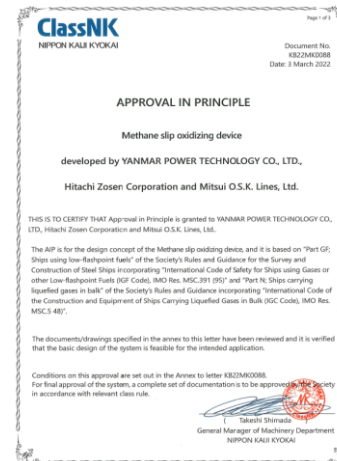 Page 1 of 3
ClassNK
NIPPON KAIJI KYOKAI
Document No.
KB22MK0088
Date: 3 March 2022
APPROVAL IN PRINCIPLE
Methane slip oxidizing device
developed by YANMAR POWER TECHNOLOGY CO., LTD.,
Hitachi Zosen Corporation and Mitsui O.S.K. Lines, Ltd.
THIS IS TO CERTIFY THAT Approval in Principle is granted to YANMAR POWER TECHNOLOGY CO.,
LTD., Hitachi Zosen Corporation and Mitsui O.S.K. Lines, Ltd..
The AIP is for the design concept of the Methane slip oxidizing device, and it is based on "Part GF;
Ships using low-flashpoint fuels" of the Society's Rules and Guidance for the Survey and
Construction of Steel Ships incorporating "International Code of Safety for Ships using Gases or
other Low-flashpoint Fuels (IGF Code), IMO Res. MSC.391 (95)" and "Part N; Ships carrying
liquefied gases in balk" of the Society's Rules and Guidance incorporating "International Code of
the Construction and Equipment of Ships Carrying Liquefied Gases in Bulk (IGC Code), IMO Res.
MSC.5 48)".
The documents/drawings specified in the annex to this letter have been reviewed and it is verified
that the basic design of the system is feasible for the intended application.
Conditions on this approval are set out in the Annex to letter KB22MK0088.
For final approval of the system, a complete set of documentation is to be approved by the Society
in accordance with relevant class rule.
( Takeshi Shimada )
General Manager of Machinery Department
NIPPON KAIJI KYOKAI